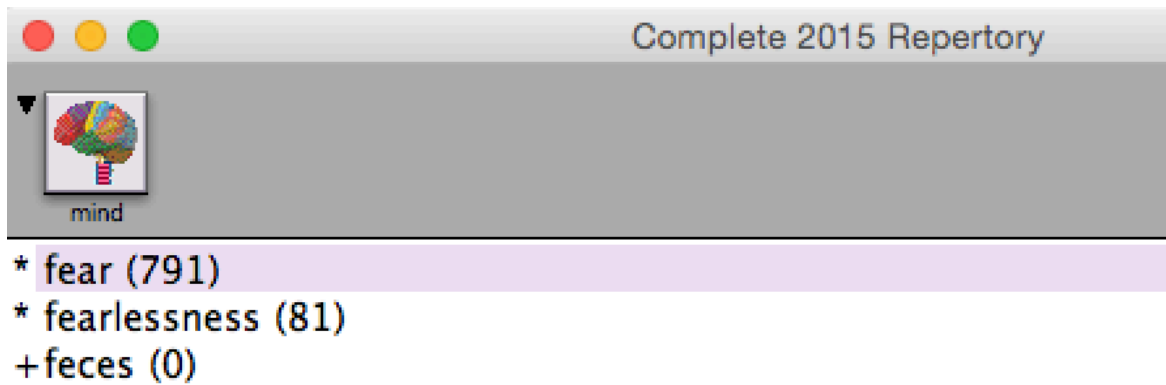 Complete 2015 Repertory
mind
* fear (791)
* fearlessness (81)
+feces (0)